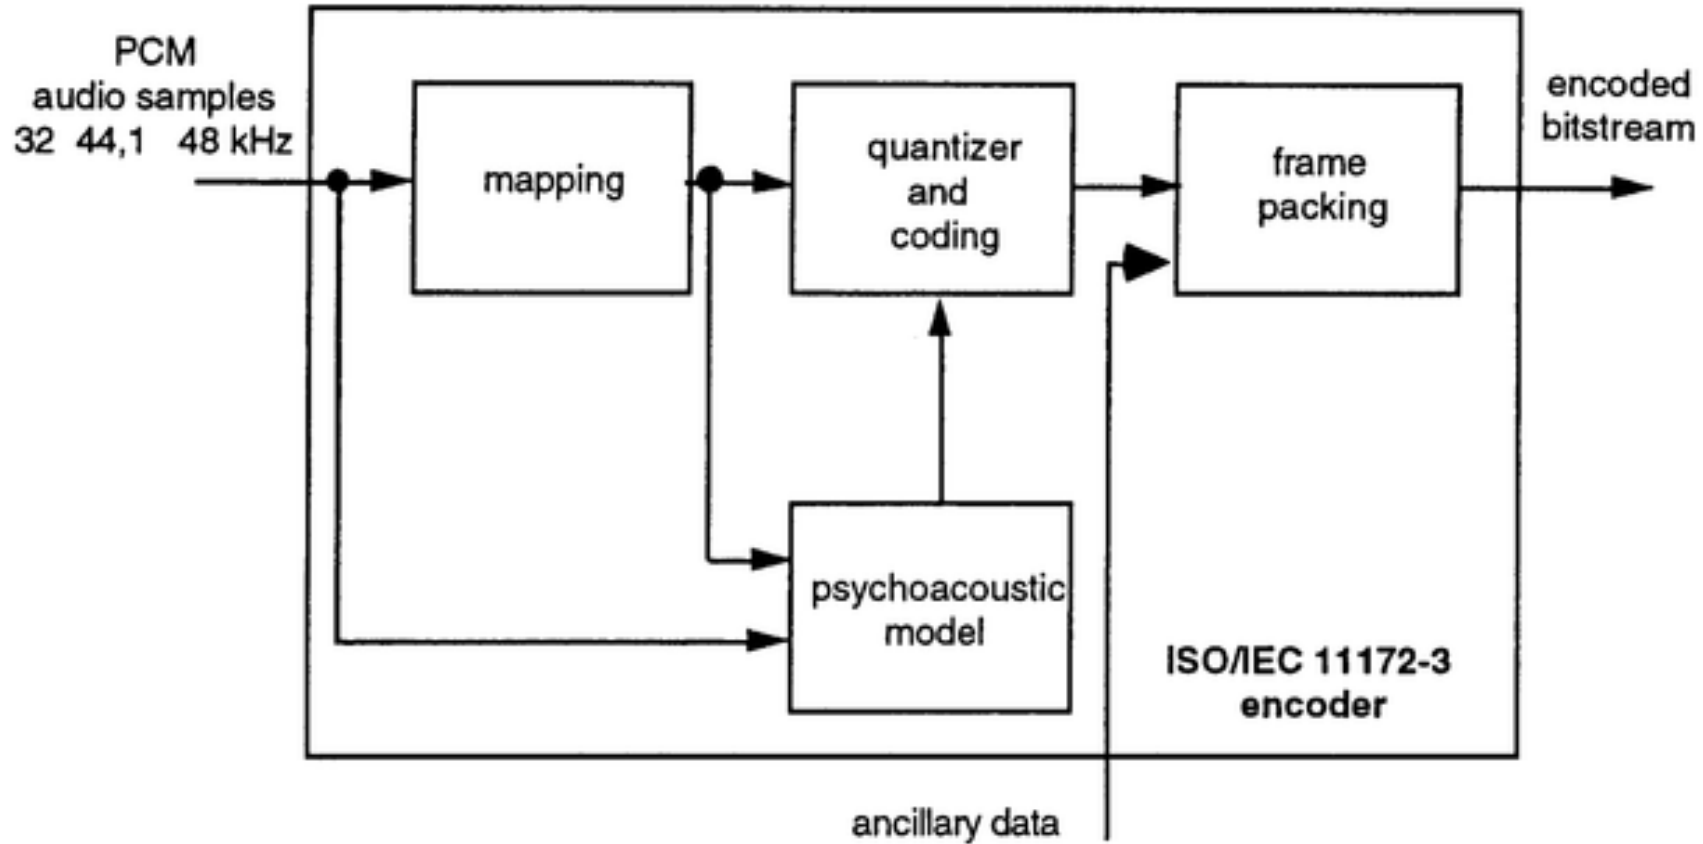 PCM
audio samples
32 44,1 48 kHz
mapping
quantizer
and
coding
frame
packing
encoded
bitstream
psychoacoustic
model
ISO/IEC 11172-3
encoder
ancillary data